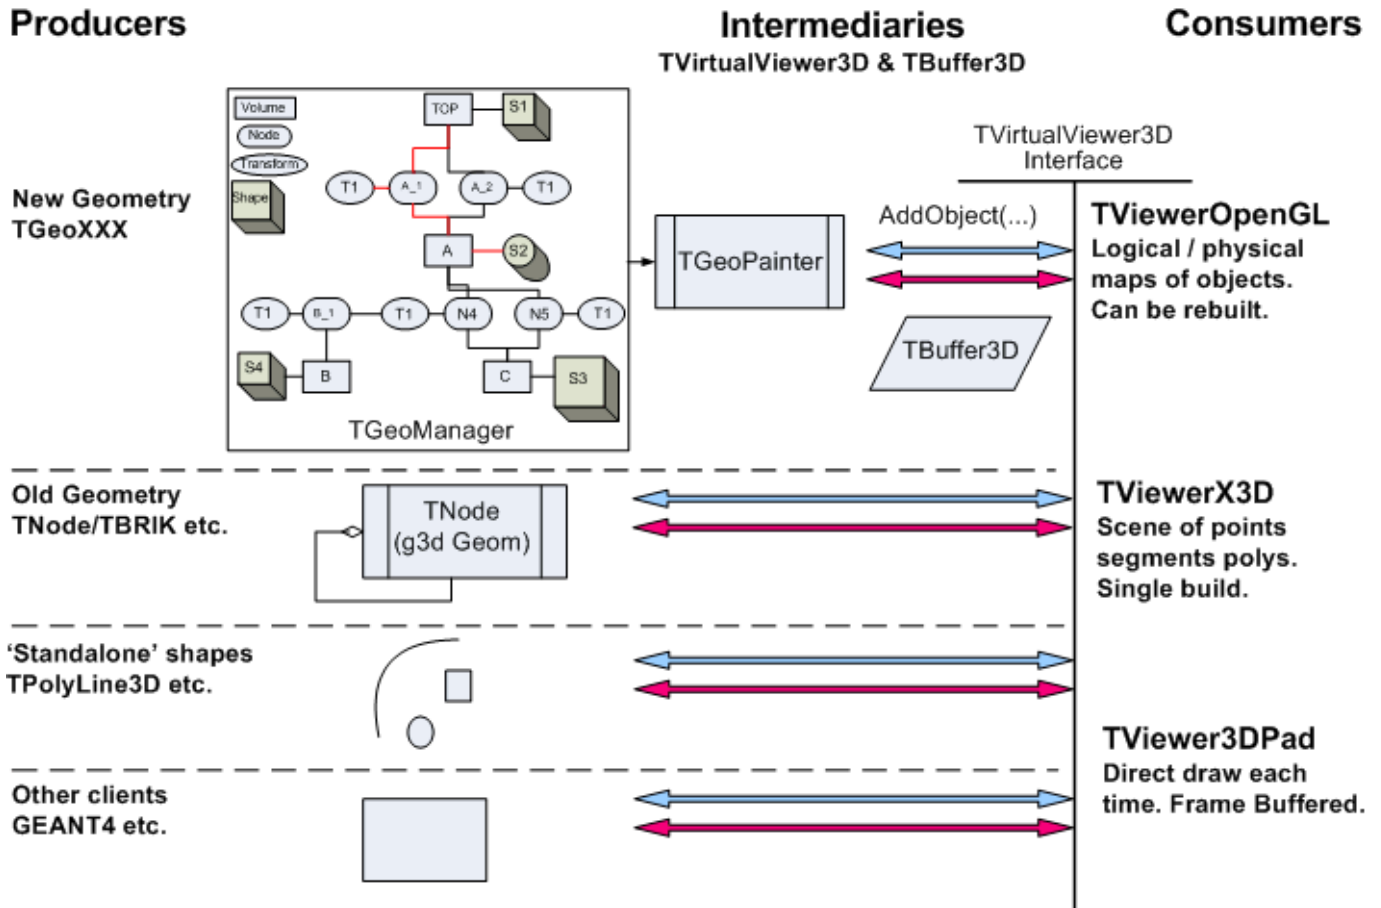 Producers
Intermediaries
Consumers
TVirtualViewer3D & TBuffer3D
Volume
Node
Transform
Shape
TOP
S1
T1
A_1
A_2
T1
A
S2
T1
B_1
T1
N4
N5
T1
S4
B
C
S3
TGeoManager
New Geometry
TGeoXXX
TGeoPainter
TVirtualViewer3D
Interface
AddObject(...)
TBuffer3D
TViewerOpenGL
Logical / physical
maps of objects.
Can be rebuilt.
Old Geometry
TNode/TBRIK etc.
TNode
(g3d Geom)
TViewerX3D
Scene of points
segments polys.
Single build.
‘Standalone’ shapes
TPolyLine3D etc.
TViewer3DPad
Direct draw each
time. Frame Buffered.
Other clients
GEANT4 etc.